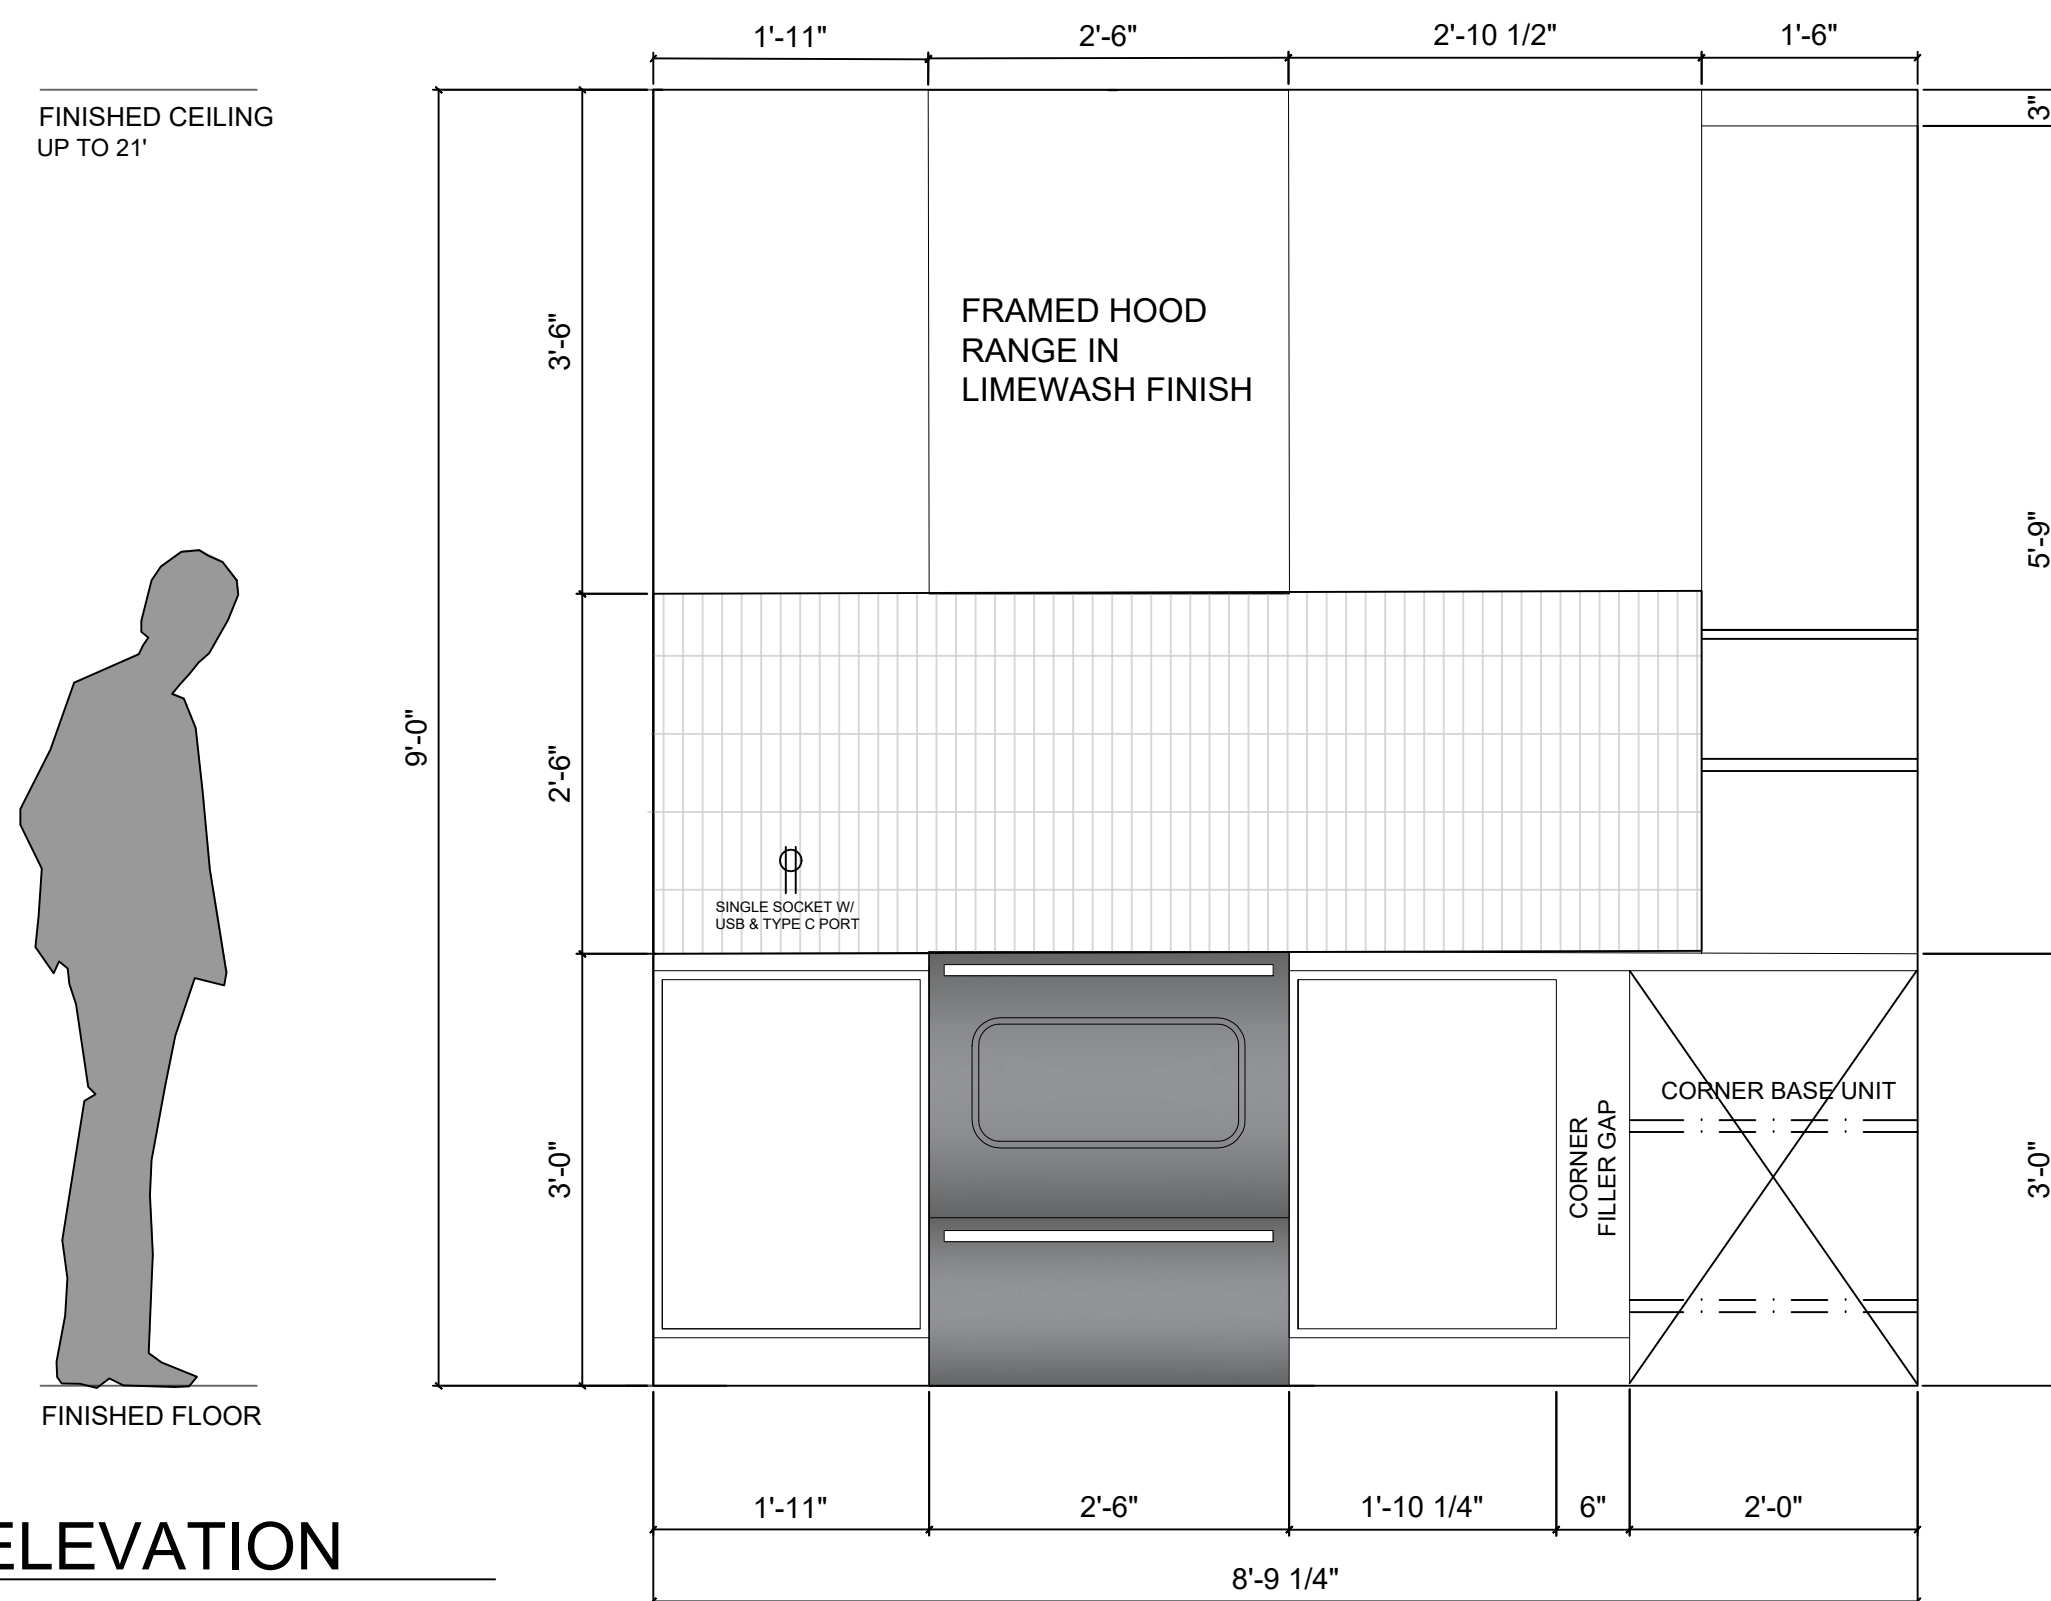 1'-11" 2'-6" 2'-10 1/2" 1'-6"
FINISHED CEILING
UP TO 21'
3"
FRAMED HOOD
RANGE IN
LIMEWASH FINISH
3'-6"
5'-9"
9'-0"
2'-6"
SINGLE SOCKET W/
USB & TYPE C PORT
CORNER BASE UNIT
CORNER
FILLER GAP
3'-0"
3'-0"
FINISHED FLOOR
1'-11" 2'-6" 1'-10 1/4" 6" 2'-0"
ELEVATION
8'-9 1/4"